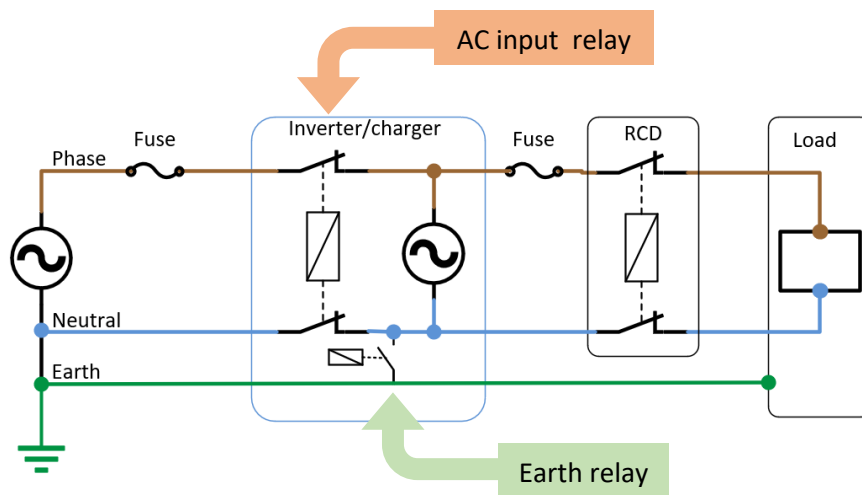 AC input relay
Inverter/charger
RCD
Fuse
Fuse
Load
Phase
Neutral
Earth
Earth relay